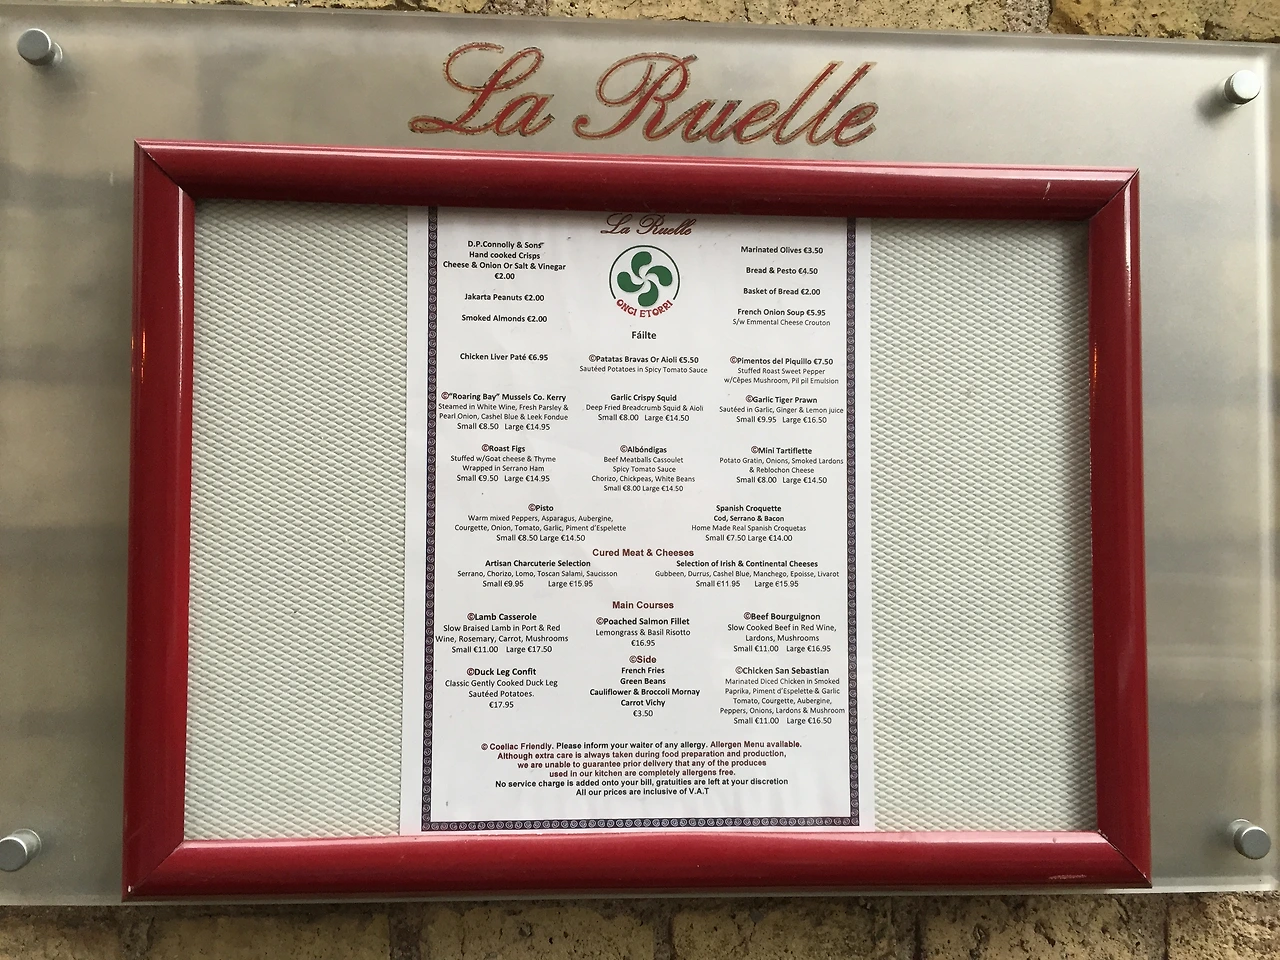 La Ruelle
La Ruelle
D.P.Connolly & Sons"
Hand cooked Crisps
Cheese & Onion Or Salt & Vinegar
€2.00
Jakarta Peanuts €2.00
Smoked Almonds €2.00
ONGI ETORRI
Fáilte
Marinated Olives €3.50
Bread & Pesto €4.50
Basket of Bread €2.00
French Onion Soup €5.95
S/w Emmental Cheese Crouton
Chicken Liver Paté €6.95
©Patatas Bravas Or Aioli €5.50
Sautéed Potatoes in Spicy Tomato Sauce
©Pimentos del Piquillo €7.50
Stuffed Roast Sweet Pepper
w/Cêpes Mushroom, Pil pil Emulsion
©"Roaring Bay" Mussels Co. Kerry
Steamed in White Wine, Fresh Parsley &
Pearl Onion, Cashel Blue & Leek Fondue
Small €8.50 Large €14.95
Garlic Crispy Squid
Deep Fried Breadcrumb Squid & Aioli
Small €8.00 Large €14.50
©Garlic Tiger Prawn
Sautéed in Garlic, Ginger & Lemon juice
Small €9.95 Large €16.50
©Roast Figs
Stuffed w/Goat cheese & Thyme
Wrapped in Serrano Ham
Small €9.50 Large €14.95
©Albóndigas
Beef Meatballs Cassoulet
Spicy Tomato Sauce
Chorizo, Chickpeas, White Beans
Small €8.00 Large €14.50
©Mini Tartiflette
Potato Gratin, Onions, Smoked Lardons
& Reblochon Cheese
Small €8.00 Large €14.50
©Pisto
Warm mixed Peppers, Asparagus, Aubergine,
Courgette, Onion, Tomato, Garlic, Piment d'Espelette
Small €8.50 Large €14.50
Spanish Croquette
Cod, Serrano & Bacon
Home Made Real Spanish Croquetas
Small €7.50 Large €14.00
Cured Meat & Cheeses
Artisan Charcuterie Selection
Serrano, Chorizo, Lomo, Toscan Salami, Saucisson
Small €9.95 Large €15.95
Selection of Irish & Continental Cheeses
Gubbeen, Durrus, Cashel Blue, Manchego, Epoisse, Livarot
Small €11.95 Large €15.95
Main Courses
©Lamb Casserole
Slow Braised Lamb in Port & Red
Wine, Rosemary, Carrot, Mushrooms
Small €11.00 Large €17.50
©Poached Salmon Fillet
Lemongrass & Basil Risotto
€16.95
©Beef Bourguignon
Slow Cooked Beef in Red Wine,
Lardons, Mushrooms
Small €11.00 Large €16.95
©Duck Leg Confit
Classic Gently Cooked Duck Leg
Sautéed Potatoes.
€17.95
©Side
French Fries
Green Beans
Cauliflower & Broccoli Mornay
Carrot Vichy
€3.50
©Chicken San Sebastian
Marinated Diced Chicken in Smoked
Paprika, Piment d'Espelette & Garlic
Tomato, Courgette, Aubergine,
Peppers, Onions, Lardons & Mushroom
Small €11.00 Large €16.50
© Coeliac Friendly. Please inform your waiter of any allergy. Allergen Menu available.
Although extra care is always taken during food preparation and production,
we are unable to guarantee prior delivery that any of the produces
used in our kitchen are completely allergens free.
No service charge is added onto your bill, gratuities are left at your discretion
All our prices are inclusive of V.A.T